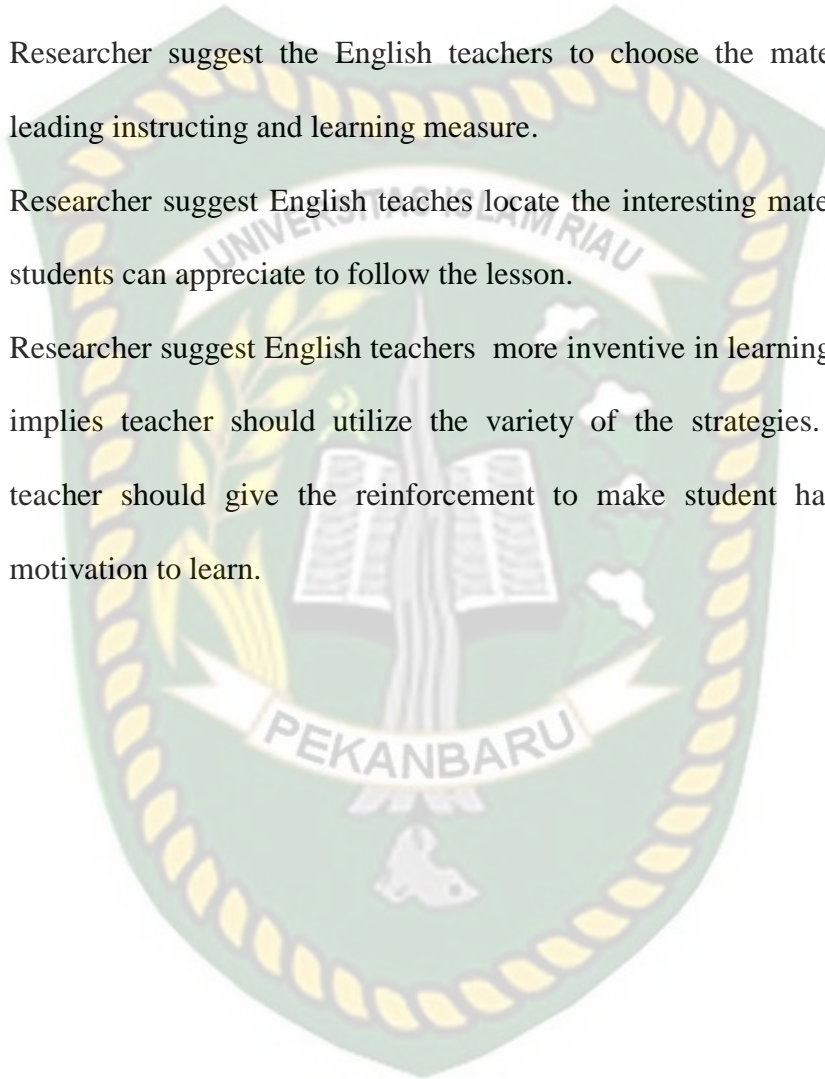 Researcher suggest the English teachers to choose the mate
leading instructing and learning measure.
UNIVERSITAS ISLAM RIAU
Researcher suggest English teaches locate the interesting mate
students can appreciate to follow the lesson.
Researcher suggest English teachers more inventive in learning
implies teacher should utilize the variety of the strategies.
teacher should give the reinforcement to make student ha
motivation to learn.
PEKANBARU